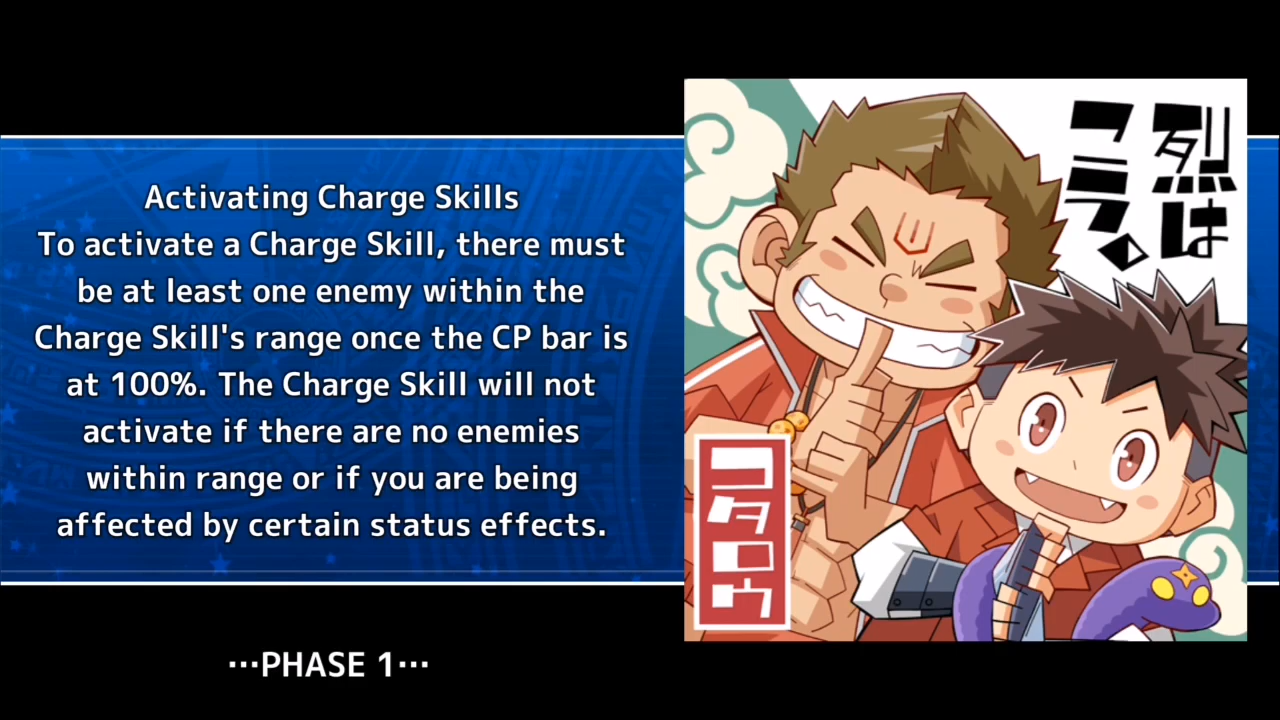 Activating Charge Skills
To activate a Charge Skill, there must
be at least one enemy within the
Charge Skill's range once the CP bar is
at 100%. The Charge Skill will not
activate if there are no enemies
within range or if you are being
affected by certain status effects.
…PHASE 1…
烈は
コミラ。
コタロウ